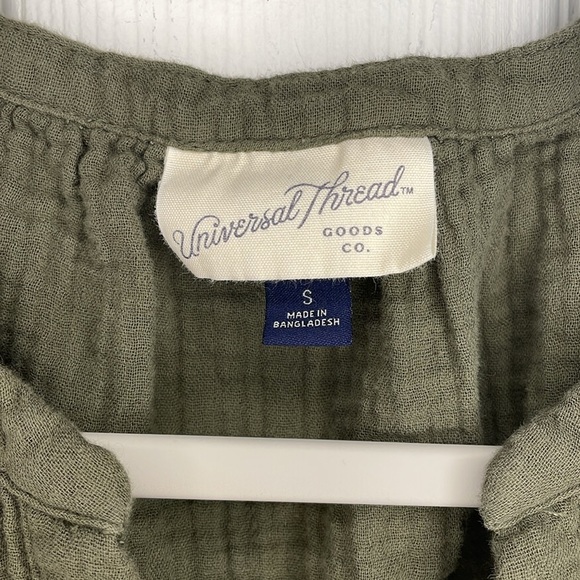 Universal Thread™
GOODS
CO.
S
MADE IN
BANGLADESH